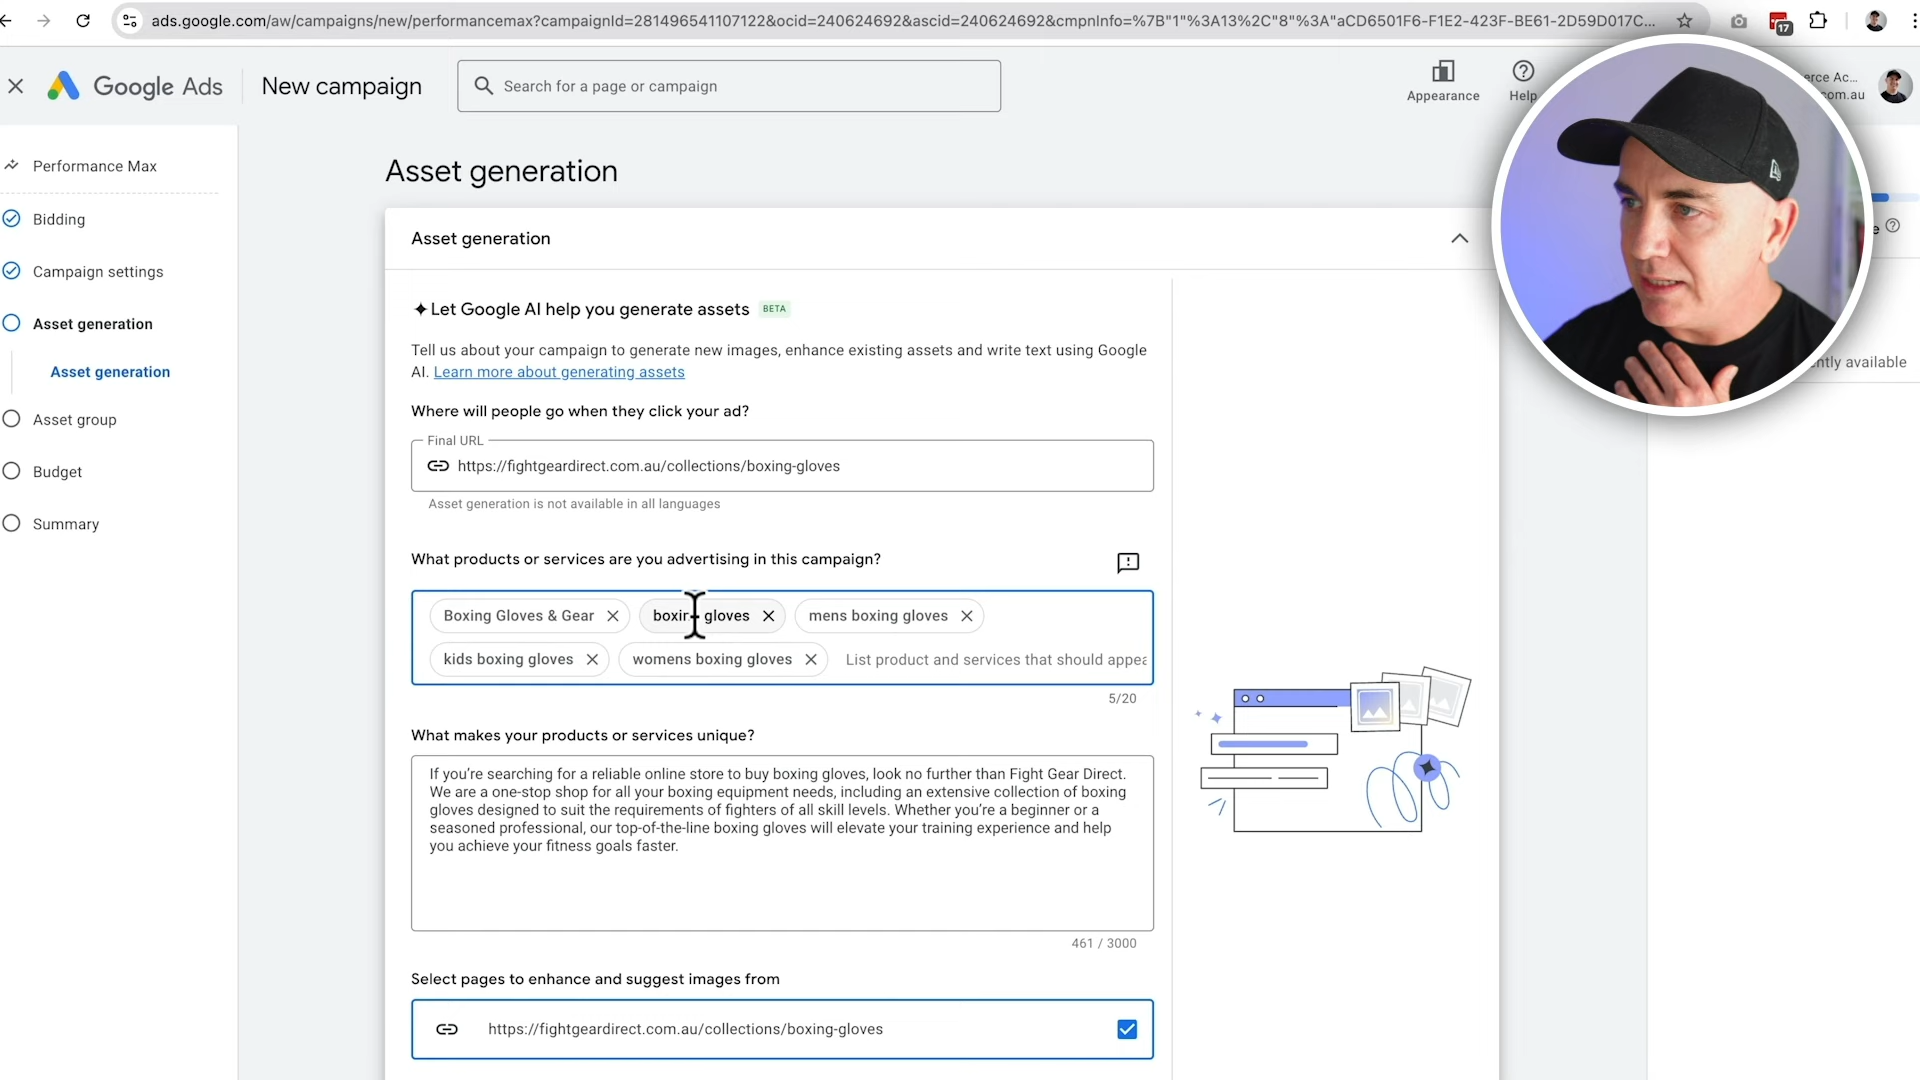 ads.google.com/aw/campaigns/new/performancemax?campaignId=281496541107122&ocid=240624692&ascid=240624692&cmpnInfo=%7B"1"%3A13%2C"8"%3A"aCD6501F6-F1E2-423F-BE61-2D59D017C...
17
Google Ads
New campaign
Search for a page or campaign
Appearance
Help
erce Ac...
com.au
Performance Max
Bidding
Campaign settings
Asset generation
Asset generation
Asset group
Budget
Summary
Asset generation
Asset generation
Let Google AI help you generate assets BETA
Tell us about your campaign to generate new images, enhance existing assets and write text using Google
AI. Learn more about generating assets
Where will people go when they click your ad?
Final URL
https://fightgeardirect.com.au/collections/boxing-gloves
Asset generation is not available in all languages
What products or services are you advertising in this campaign?
Boxing Gloves & Gear
boxing gloves
mens boxing gloves
kids boxing gloves
womens boxing gloves
List product and services that should appea
5/20
What makes your products or services unique?
If you're searching for a reliable online store to buy boxing gloves, look no further than Fight Gear Direct.
We are a one-stop shop for all your boxing equipment needs, including an extensive collection of boxing
gloves designed to suit the requirements of fighters of all skill levels. Whether you're a beginner or a
seasoned professional, our top-of-the-line boxing gloves will elevate your training experience and help
you achieve your fitness goals faster.
461 / 3000
Select pages to enhance and suggest images from
https://fightgeardirect.com.au/collections/boxing-gloves
ntly available